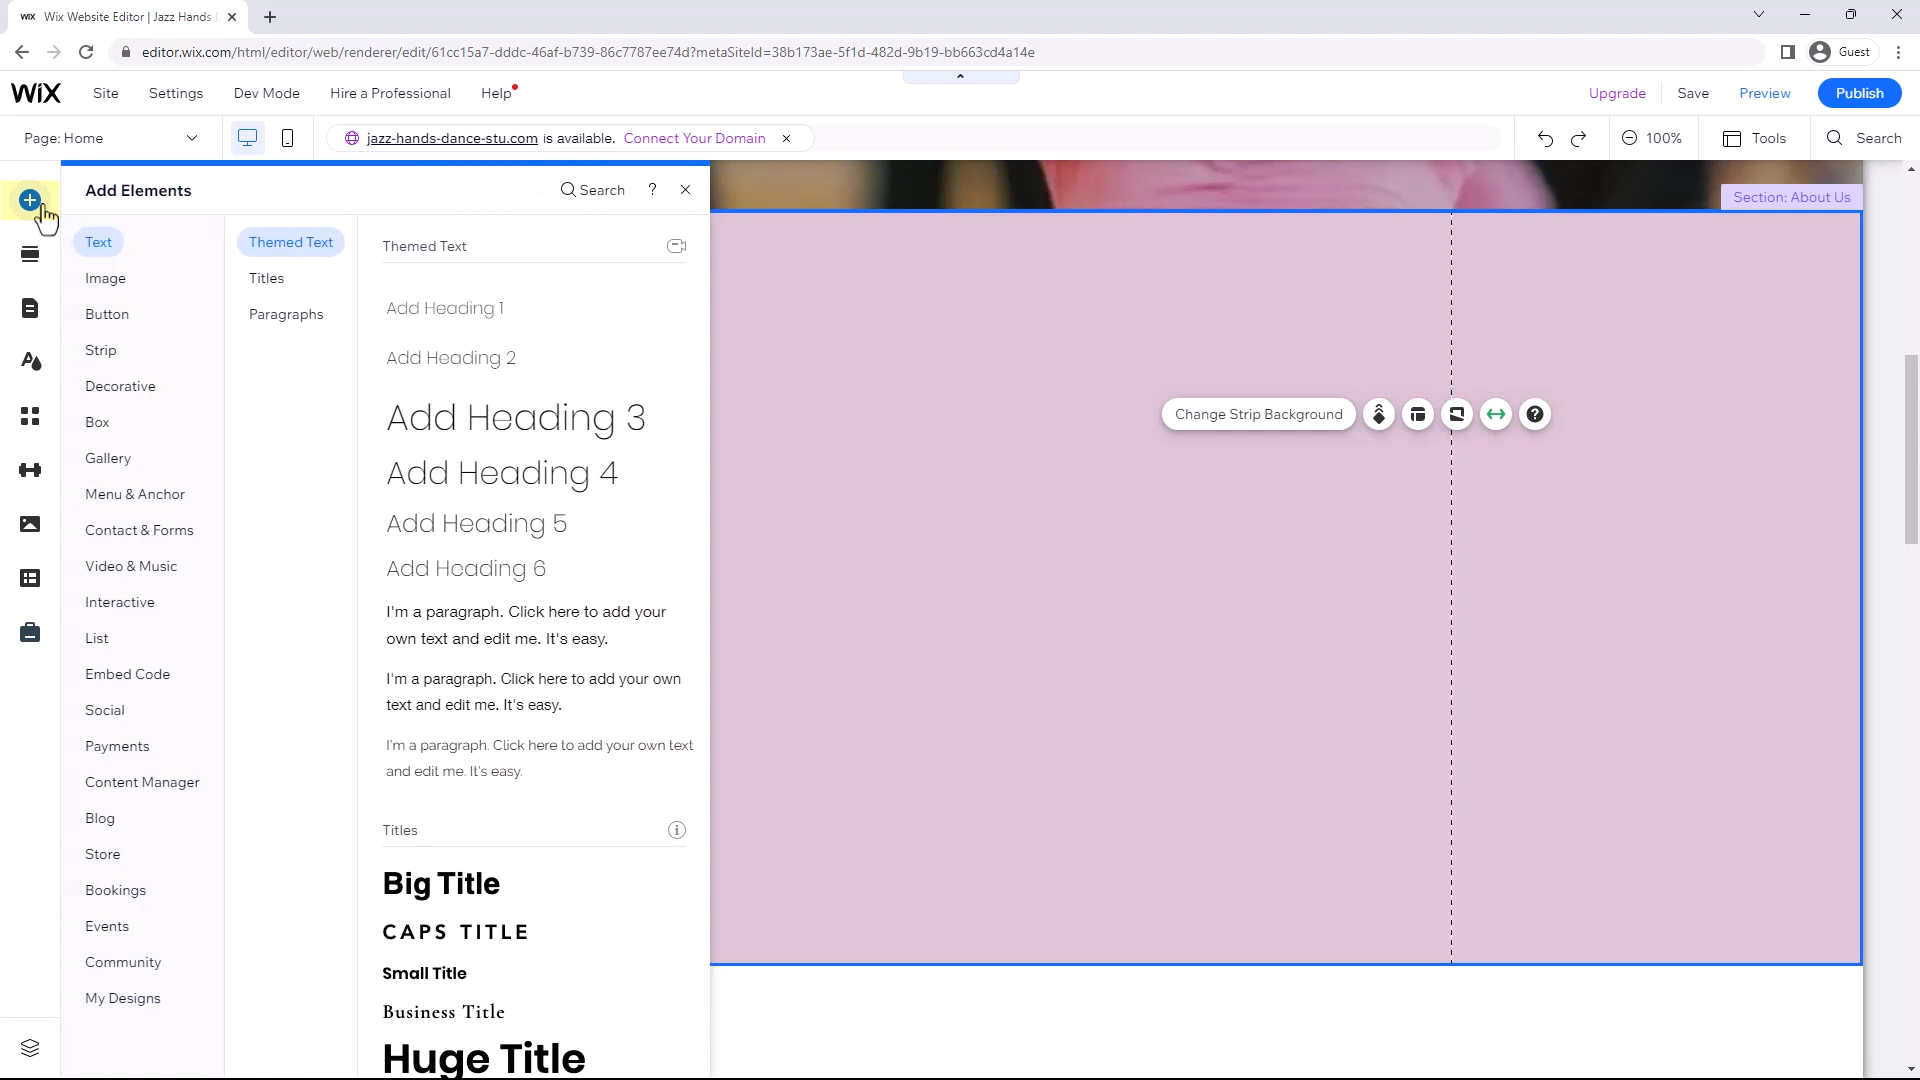 Wix Website Editor | Jazz Hands
editor.wix.com/html/editor/web/renderer/edit/61cc15a7-dddc-46af-b739-86c7787ee74d?metaSiteId=38b173ae-5f1d-482d-9b19-bb663cd4a14e
Guest
WiX
Site
Settings
Dev Mode
Hire a Professional
Help
Upgrade
Save
Preview
Publish
Page: Home
jazz-hands-dance-stu.com is available. Connect Your Domain
100%
Tools
Search
Add Elements
Search
?
Section: About Us
Text
Image
Button
Strip
Decorative
Box
Gallery
Menu & Anchor
Contact & Forms
Video & Music
Interactive
List
Embed Code
Social
Payments
Content Manager
Blog
Store
Bookings
Events
Community
My Designs
Themed Text
Titles
Paragraphs
Themed Text
Add Heading 1
Add Heading 2
Add Heading 3
Add Heading 4
Add Heading 5
Add Heading 6
I'm a paragraph. Click here to add your
own text and edit me. It's easy.
I'm a paragraph. Click here to add your own
text and edit me. It's easy.
I'm a paragraph. Click here to add your own text
and edit me. It's easy.
Titles
Big Title
CAPS TITLE
Small Title
Business Title
Huge Title
Change Strip Background